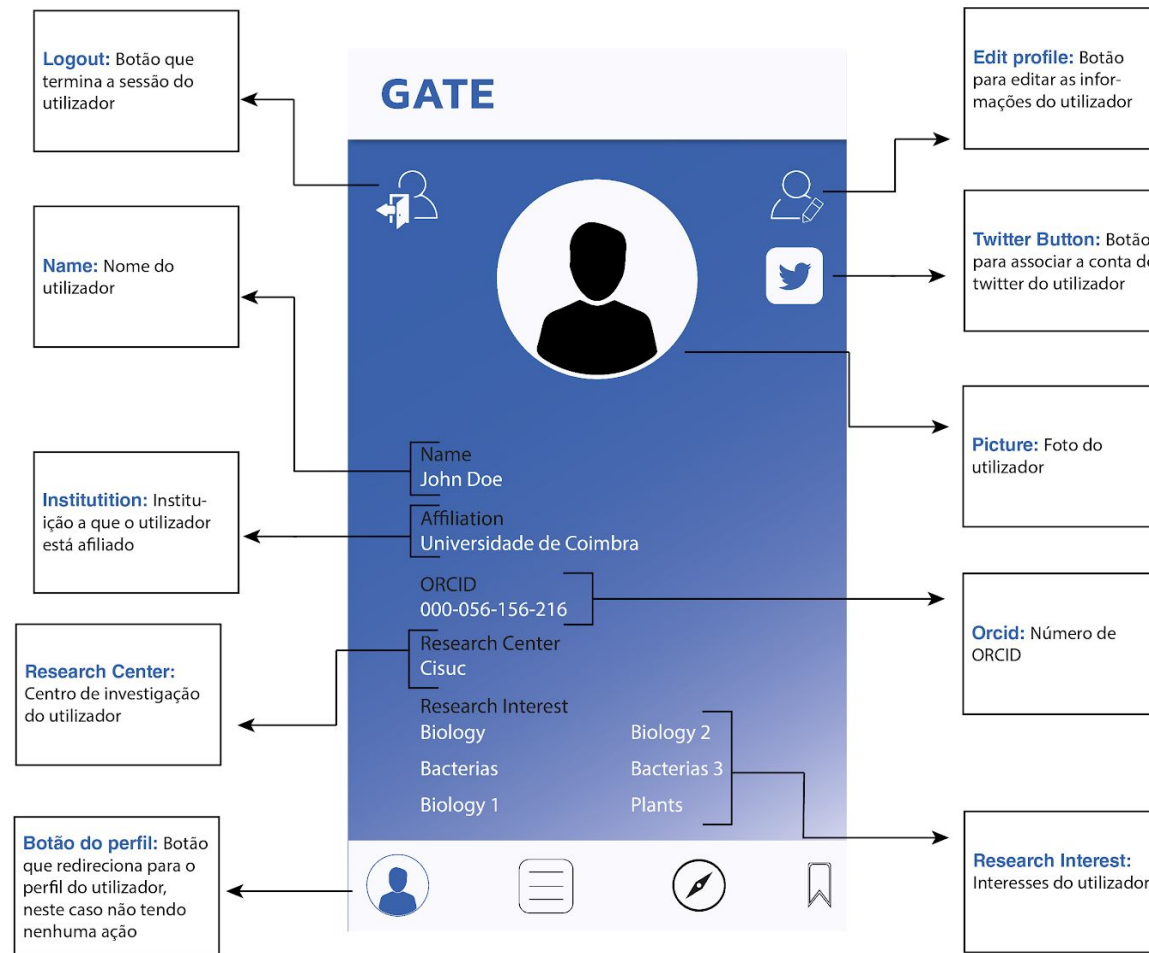 Logout: Botão que
termina a sessão do
utilizador
Name: Nome do
utilizador
Institutition: Institu-
ição a que o utilizador
está afiliado
Research Center:
Centro de investigação
do utilizador
Botão do perfil: Botão
que redireciona para o
perfil do utilizador,
neste caso não tendo
nenhuma ação
GATE
Name
John Doe
Affiliation
Universidade de Coimbra
ORCID
000-056-156-216
Research Center
Cisuc
Research Interest
Biology Biology 2
Bacterias Bacterias 3
Biology 1 Plants
Edit profile: Botão
para editar as infor-
mações do utilizador
Twitter Button: Botão
para associar a conta de
twitter do utilizador
Picture: Foto do
utilizador
Orcid: Número de
ORCID
Research Interest:
Interesses do utilizador